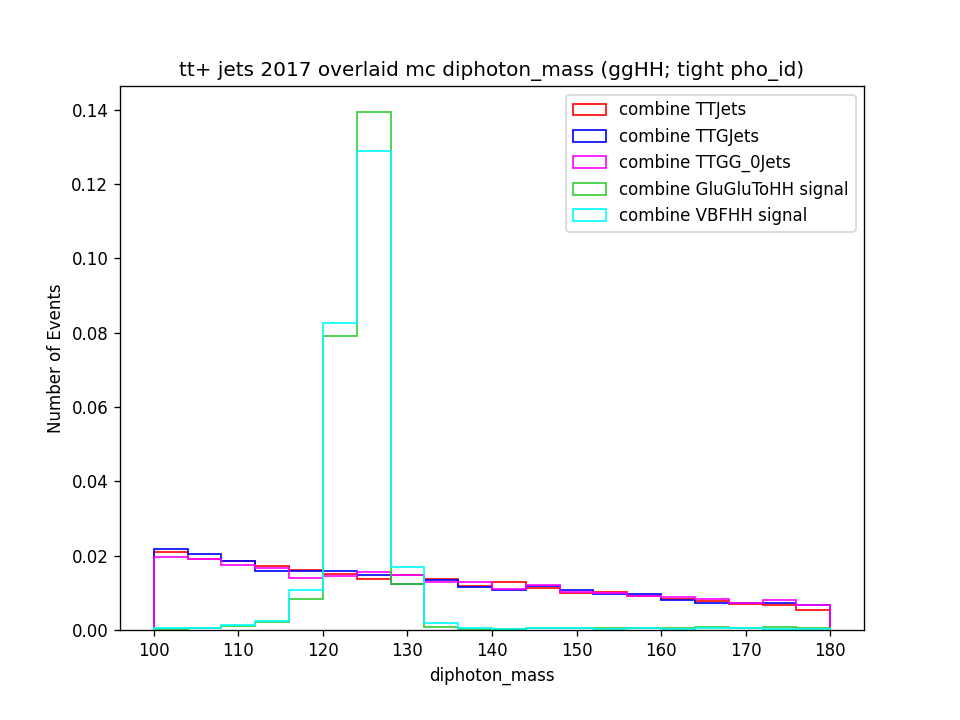 tt+ jets 2017 overlaid mc diphoton_mass (ggHH; tight pho_id)
combine TTJets
combine TTGJets
combine TTGG_0Jets
combine GluGluToHH signal
combine VBFHH signal
Number of Events
0.14
0.12
0.10
0.08
0.06
0.04
0.02
0.00
100 110 120 130 140 150 160 170 180
diphoton_mass